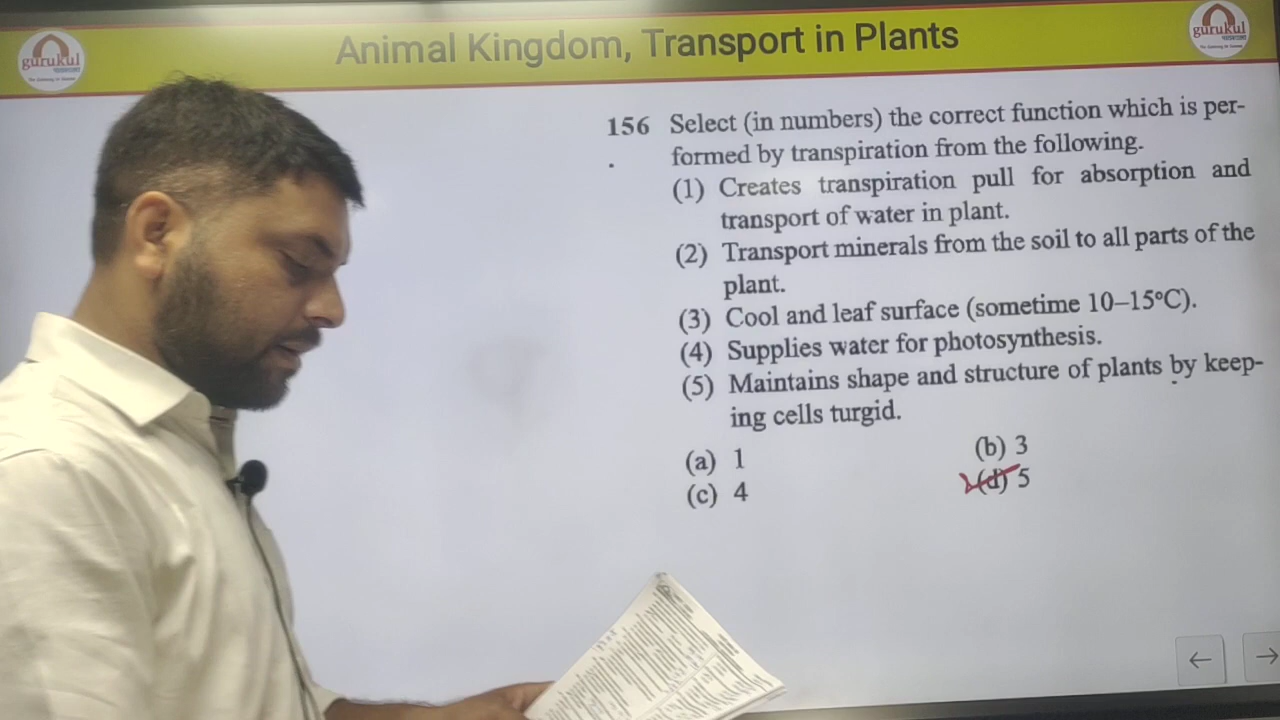 gurukul
Animal Kingdom, Transport in Plants
gurukul
156 Select (in numbers) the correct function which is per-
. formed by transpiration from the following.
(1) Creates transpiration pull for absorption and
transport of water in plant.
(2) Transport minerals from the soil to all parts of the
plant.
(3) Cool and leaf surface (sometime 10–15°C).
(4) Supplies water for photosynthesis.
(5) Maintains shape and structure of plants by keep-
ing cells turgid.
(a) 1
(b) 3
(c) 4
(d) 5